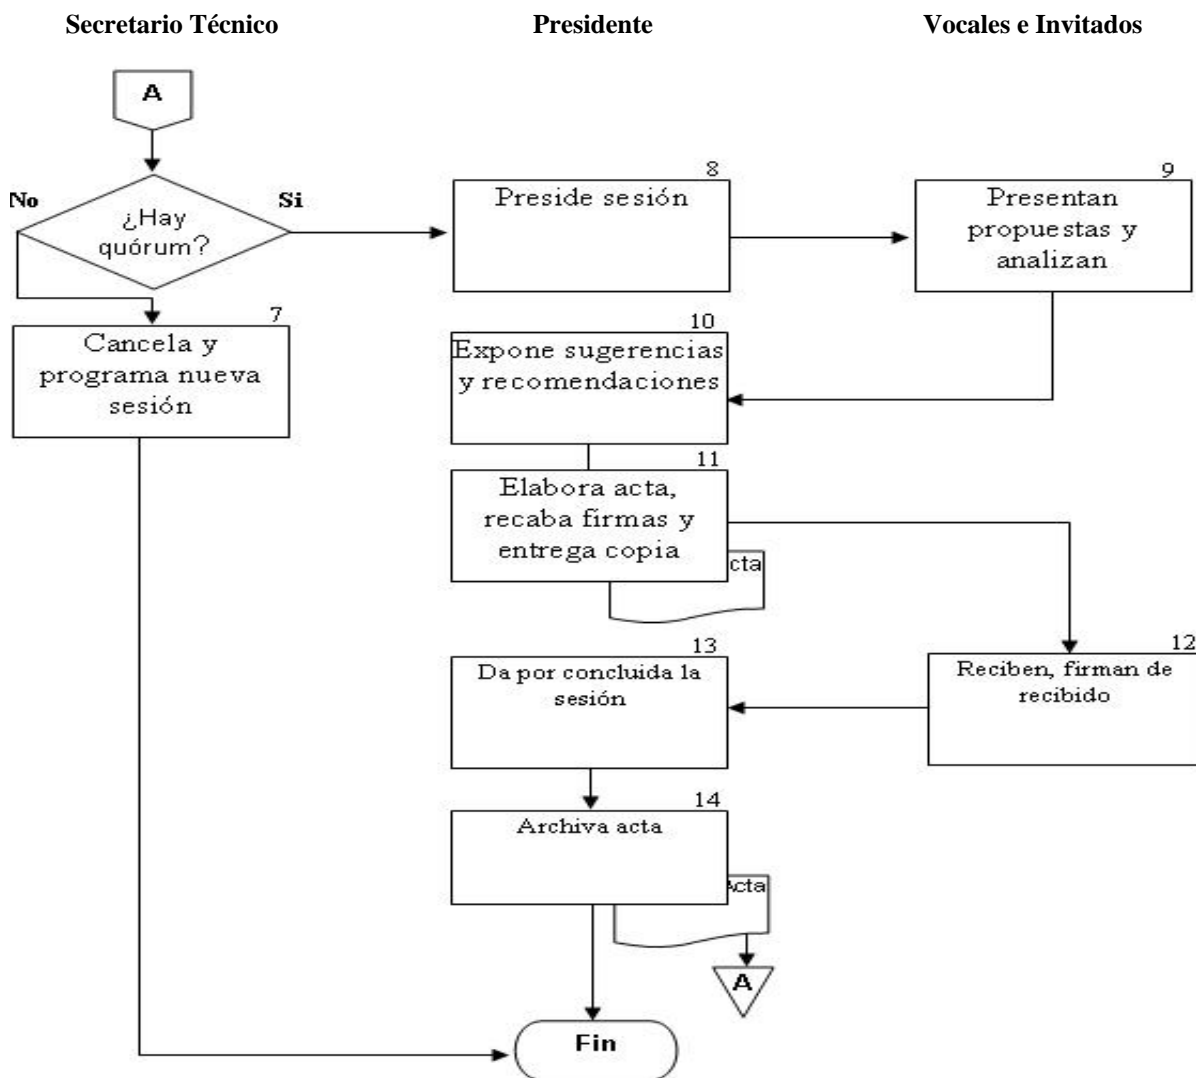 Secretario Técnico
Presidente
Vocales e Invitados
A
No
Si
¿Hay
quórum?
8
Preside sesión
9
Presentan
propuestas y
analizan
7
Cancela y
programa nueva
sesión
10
Expone sugerencias
y recomendaciones
11
Elabora acta,
recaba firmas y
entrega copia
cta
12
Reciben, firman de
recibido
13
Da por concluida la
sesión
14
Archiva acta
Acta
A
Fin